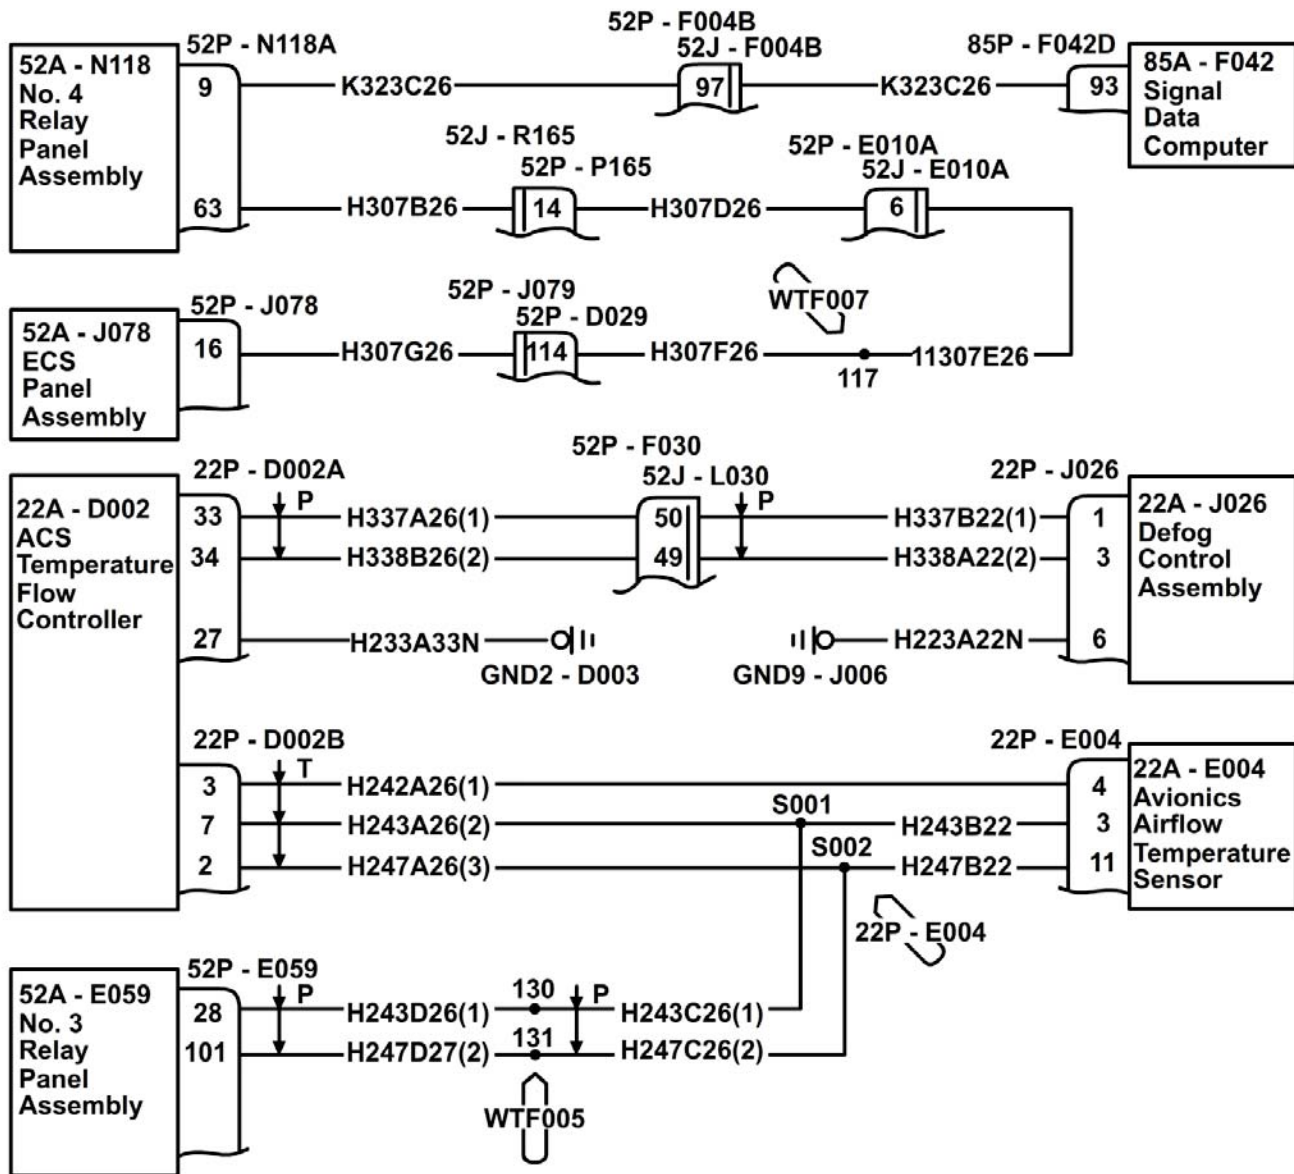 52P - F004B
52P - N118A
52J - F004B
85P - F042D
52A - N118
No. 4
Relay
Panel
Assembly
9
K323C26
97
K323C26
93
85A - F042
Signal
Data
Computer
52J - R165
52P - P165
52P - E010A
52J - E010A
63
H307B26
14
H307D26
6
WTF007
52P - J078
52P - J079
52P - D029
52A - J078
ECS
Panel
Assembly
16
H307G26
114
H307F26
117
11307E26
52P - F030
52J - L030
22P - D002A
22P - J026
22A - D002
ACS
Temperature
Flow
Controller
P
P
33
H337A26(1)
50
H337B22(1)
1
34
H338B26(2)
49
H338A22(2)
3
22A - J026
Defog
Control
Assembly
27
H233A33N
GND2 - D003
GND9 - J006
H223A22N
6
22P - D002B
22P - E004
T
3
H242A26(1)
4
7
H243A26(2)
S001
H243B22
3
2
H247A26(3)
S002
H247B22
11
22A - E004
Avionics
Airflow
Temperature
Sensor
22P - E004
52P - E059
52A - E059
No. 3
Relay
Panel
Assembly
P
130
P
28
H243D26(1)
H243C26(1)
101
H247D27(2)
131
H247C26(2)
WTF005